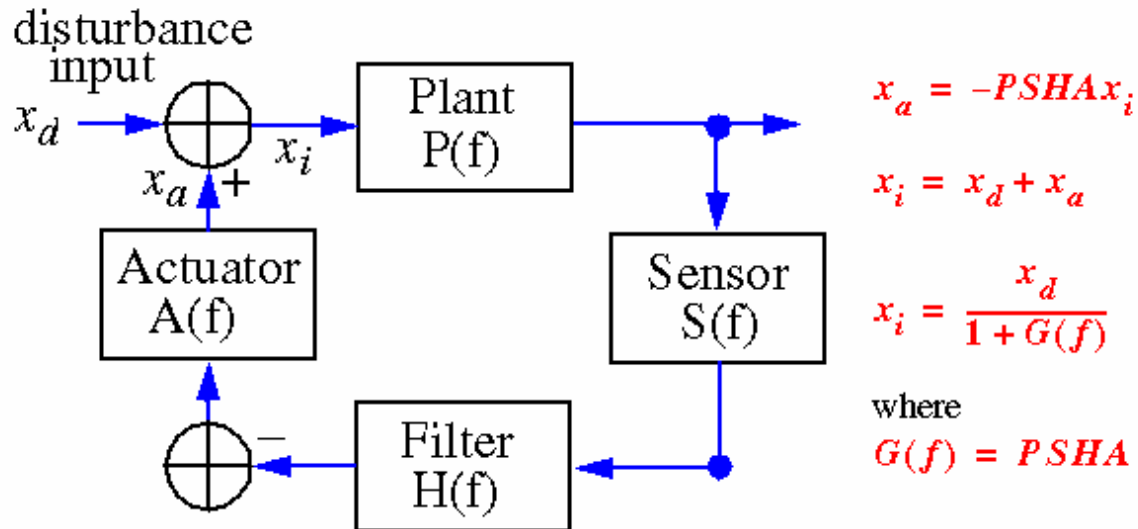 disturbance
input
x_d
x_i
x_a
+
Plant
P(f)
Actuator
A(f)
Sensor
S(f)
−
Filter
H(f)
x_a = −PSHAx_i
x_i = x_d + x_a
x_i = x_d / 1 + G(f)
where
G(f) = PSHA